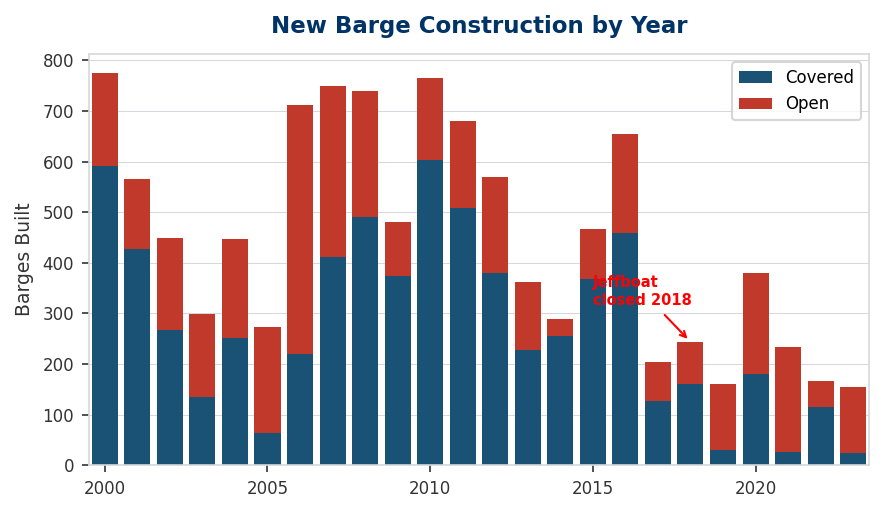 New Barge Construction by Year
Covered
Open
Barges Built
800
700
600
500
400
300
200
100
0
Jeffboat
closed 2018
2000
2005
2010
2015
2020